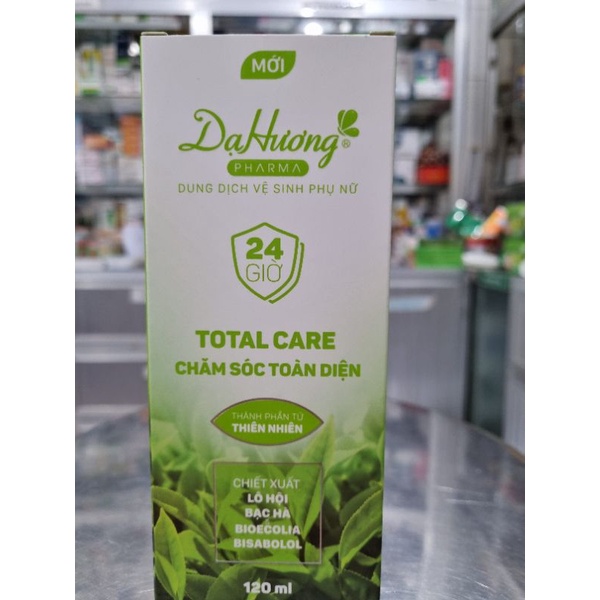 MỚI
DạHương®
PHARMA
DUNG DỊCH VỆ SINH PHỤ NỮ
24
GIỜ
TOTAL CARE
CHĂM SÓC TOÀN DIỆN
THÀNH PHẦN TỪ
THIÊN NHIÊN
CHIẾT XUẤT
LÔ HỘI
BẠC HÀ
BIOECOLIA
BISABOLOL
120 ml